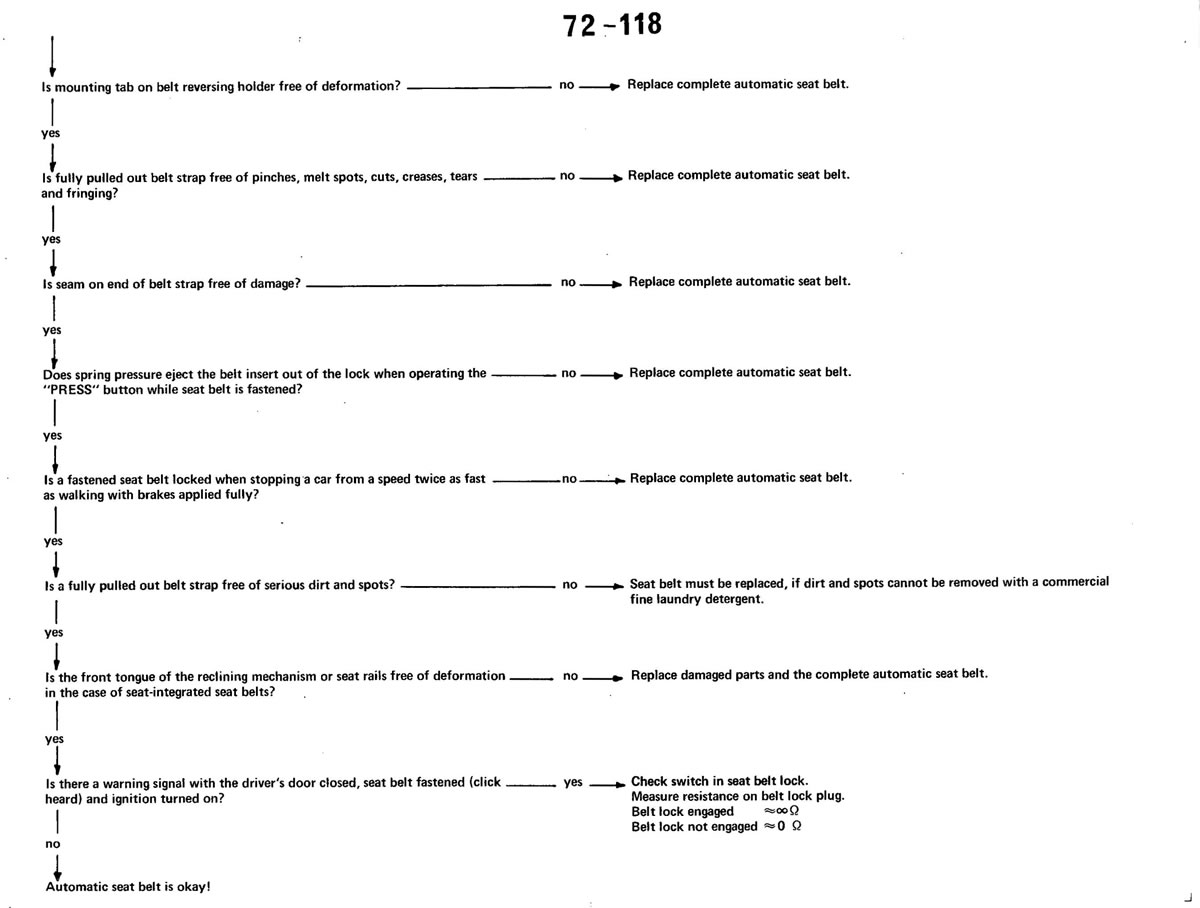 72-118
Is mounting tab on belt reversing holder free of deformation? no Replace complete automatic seat belt.
yes
Is fully pulled out belt strap free of pinches, melt spots, cuts, creases, tears no Replace complete automatic seat belt.
and fringing?
yes
Is seam on end of belt strap free of damage? no Replace complete automatic seat belt.
yes
Does spring pressure eject the belt insert out of the lock when operating the no Replace complete automatic seat belt.
"PRESS" button while seat belt is fastened?
yes
Is a fastened seat belt locked when stopping a car from a speed twice as fast no Replace complete automatic seat belt.
as walking with brakes applied fully?
yes
Is a fully pulled out belt strap free of serious dirt and spots? no Seat belt must be replaced, if dirt and spots cannot be removed with a commercial
fine laundry detergent.
yes
Is the front tongue of the reclining mechanism or seat rails free of deformation no Replace damaged parts and the complete automatic seat belt.
in the case of seat-integrated seat belts?
yes
Is there a warning signal with the driver's door closed, seat belt fastened (click yes Check switch in seat belt lock.
heard) and ignition turned on? Measure resistance on belt lock plug.
Belt lock engaged ≈∞Ω
Belt lock not engaged ≈0 Ω
no
Automatic seat belt is okay!